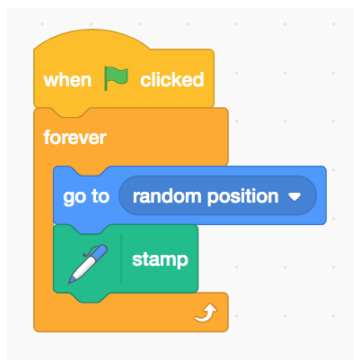 when clicked
forever
go to random position
stamp